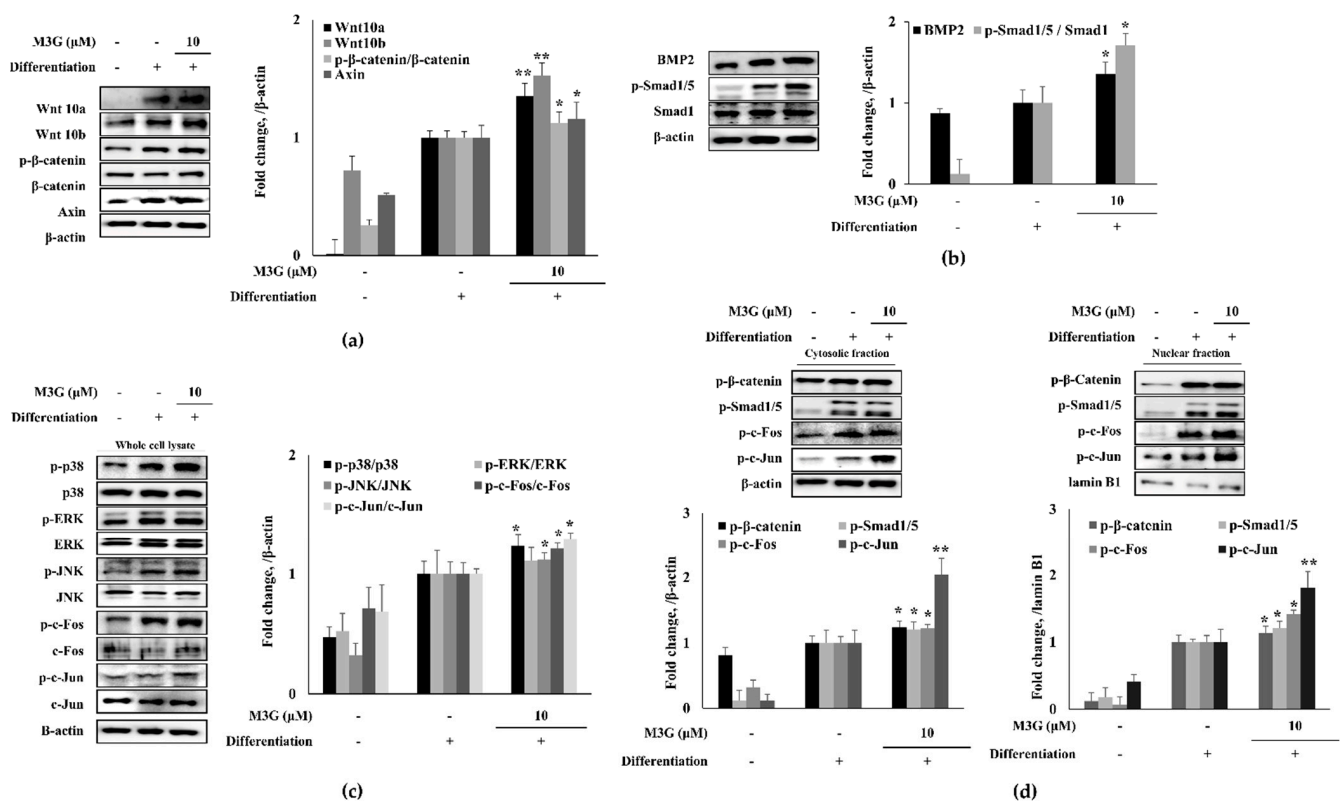 M3G (μM) - - 10
Differentiation - + +
Wnt 10a
Wnt 10b
p-β-catenin
β-catenin
Axin
β-actin
Fold change, /β-actin
2
1
0
Wnt10a
Wnt10b
p-β-catenin/β-catenin
Axin
** ** * *
M3G (μM) 10
Differentiation - + +
(a)
BMP2
p-Smad1/5
Smad1
β-actin
Fold change, /β-actin
2
1
0
BMP2 p-Smad1/5 / Smad1
* *
M3G (μM) 10
Differentiation - + +
(b)
M3G (μM) - - 10
Differentiation - + +
Whole cell lysate
p-p38
p38
p-ERK
ERK
p-JNK
JNK
p-c-Fos
c-Fos
p-c-Jun
c-Jun
B-actin
Fold change, /β-actin
2
1
0
p-p38/p38 p-ERK/ERK
p-JNK/JNK p-c-Fos/c-Fos
p-c-Jun/c-Jun
* * * *
M3G (μM) 10
Differentiation - + +
(c)
M3G (μM) - - 10
Differentiation - + +
Cytosolic fraction
p-β-catenin
p-Smad1/5
p-c-Fos
p-c-Jun
β-actin
Fold change, /β-actin
3
2
1
0
p-β-catenin p-Smad1/5
p-c-Fos p-c-Jun
* * * **
M3G (μM) 10
Differentiation - + +
M3G (μM) - - 10
Differentiation - + +
Nuclear fraction
p-β-Catenin
p-Smad1/5
p-c-Fos
p-c-Jun
lamin B1
Fold change, /lamin B1
3
2
1
0
p-β-catenin p-Smad1/5
p-c-Fos p-c-Jun
* * * **
M3G (μM) 10
Differentiation - + +
(d)